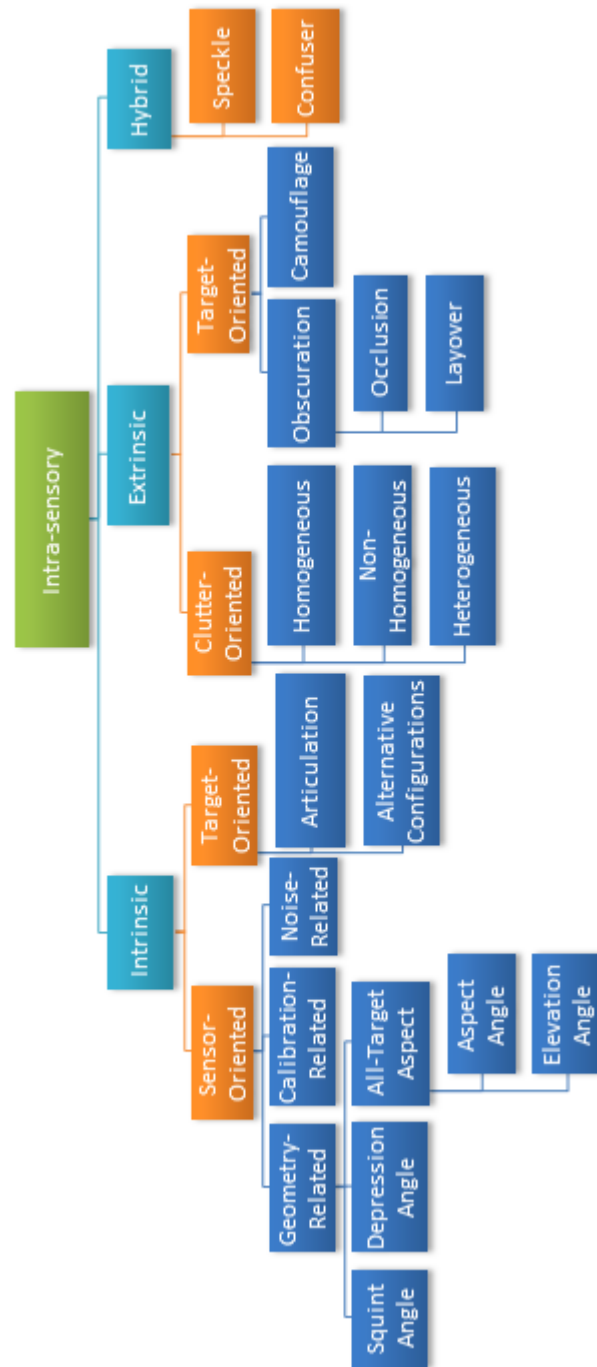 Intra-sensory
Intrinsic
Extrinsic
Hybrid
Sensor-
Oriented
Target-
Oriented
Clutter-
Oriented
Target-
Oriented
Speckle
Confuser
Geometry-
Related
Calibration-
Related
Noise-
Related
Articulation
Alternative
Configurations
Homogeneous
Non-
Homogeneous
Heterogeneous
Obscuration
Camouflage
Occlusion
Layover
Squint
Angle
Depression
Angle
All-Target
Aspect
Aspect
Angle
Elevation
Angle